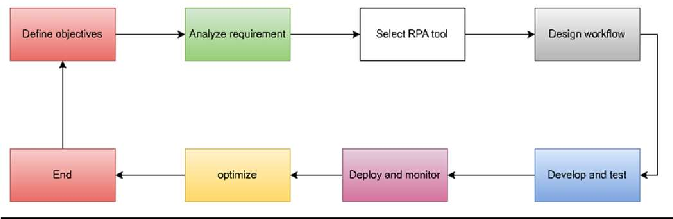 Define objectives
Analyze requirement
Select RPA tool
Design workflow
Develop and test
Deploy and monitor
optimize
End